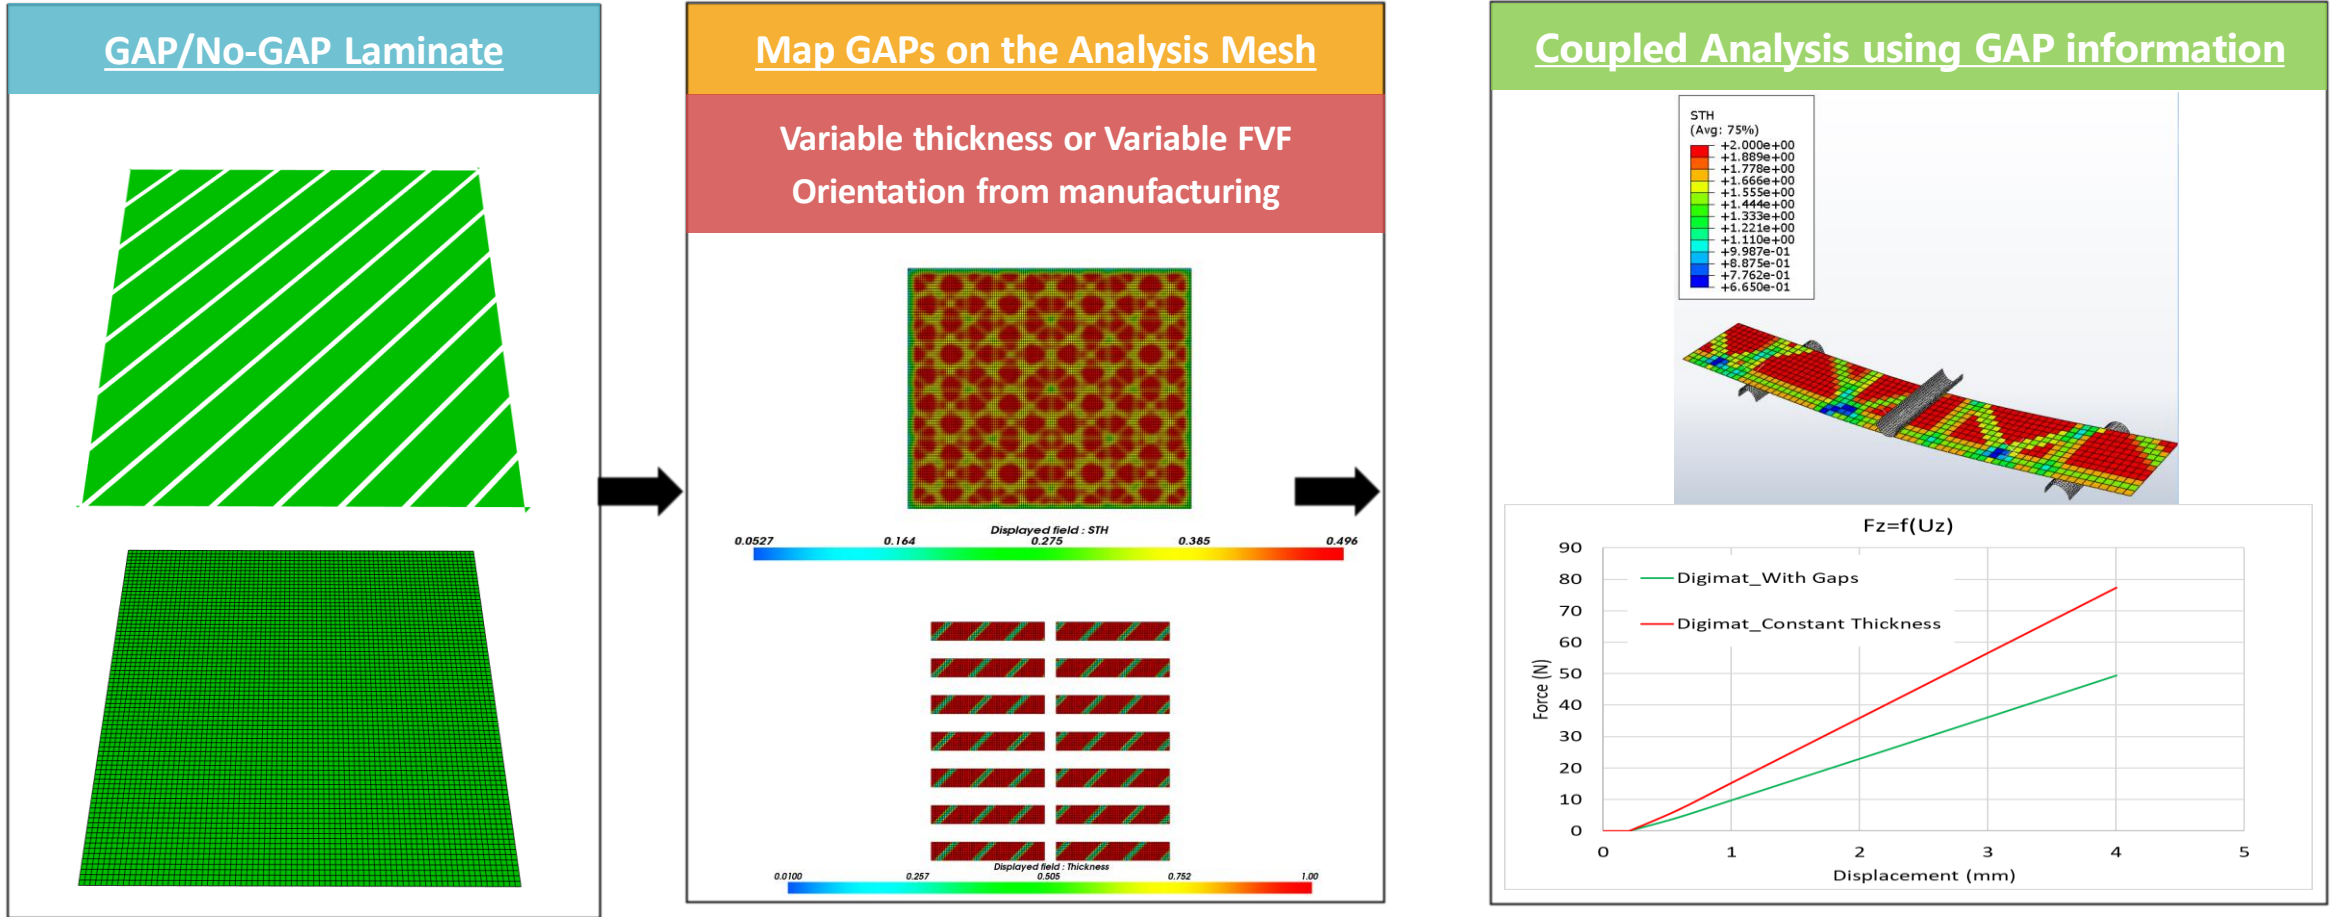 GAP/No-GAP Laminate
Map GAPs on the Analysis Mesh
Variable thickness or Variable FVF
Orientation from manufacturing
Displayed field : STH
0.0527 0.164 0.275 0.385 0.496
Displayed field : Thickness
0.0100 0.257 0.505 0.752 1.00
Coupled Analysis using GAP information
STH
(Avg: 75%)
+2.000e+00
+1.889e+00
+1.778e+00
+1.666e+00
+1.555e+00
+1.444e+00
+1.333e+00
+1.221e+00
+1.110e+00
+9.987e-01
+8.875e-01
+7.762e-01
+6.650e-01
Fz=f(Uz)
90
80
70
60
50
40
30
20
10
0
Force (N)
Digimat_With Gaps
Digimat_Constant Thickness
0 1 2 3 4 5
Displacement (mm)